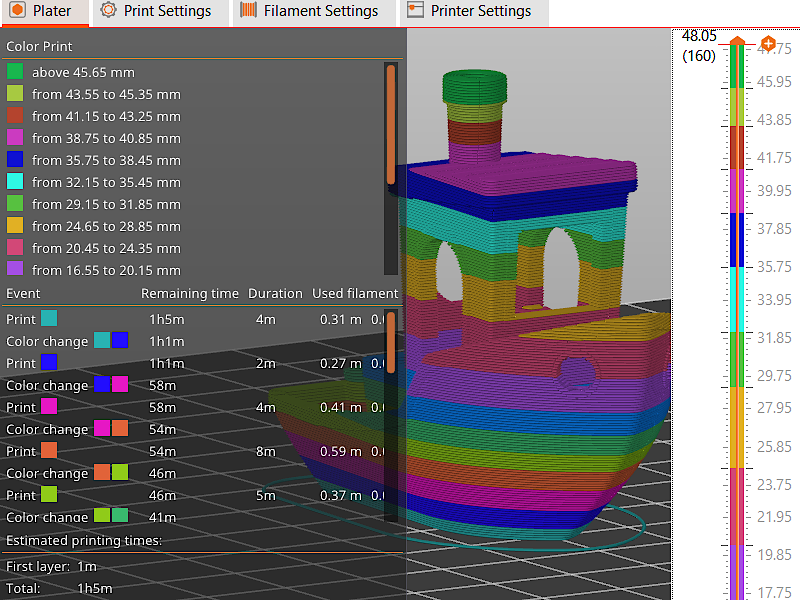 Plater Print Settings Filament Settings Printer Settings
Color Print
above 45.65 mm
from 43.55 to 45.35 mm
from 41.15 to 43.25 mm
from 38.75 to 40.85 mm
from 35.75 to 38.45 mm
from 32.15 to 35.45 mm
from 29.15 to 31.85 mm
from 24.65 to 28.85 mm
from 20.45 to 24.35 mm
from 16.55 to 20.15 mm
Event Remaining time Duration Used filament
Print 1h5m 4m 0.31 m 0.
Color change 1h1m
Print 1h1m 2m 0.27 m 0.
Color change 58m
Print 58m 4m 0.41 m 0.
Color change 54m
Print 54m 8m 0.59 m 0.
Color change 46m
Print 46m 5m 0.37 m 0.
Color change 41m
Estimated printing times:
First layer: 1m
Total: 1h5m
48.05
(160)
47.75
45.95
43.85
41.75
39.95
37.85
35.75
33.95
31.85
29.75
27.95
25.85
23.75
21.95
19.85
17.75